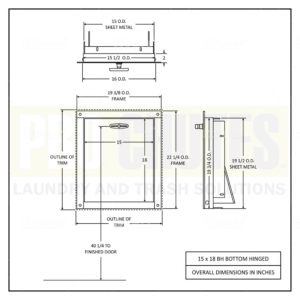 15 O.D.
SHEET METAL
15 1/2 O.D.
2
16 O.D.
19 3/8 O.D.
FRAME
OUTLINE OF
TRIM
15
18
22 1/4 O.D.
FRAME
19 3/4 O.D.
19 1/2 O.D.
SHEET METAL
OUTLINE OF
TRIM
40 1/4 TO
FINISHED DOOR
PRO CHUTES
LAUNDRY AND TRASH SOLUTIONS
15 x 18 BH BOTTOM HINGED
OVERALL DIMENSIONS IN INCHES